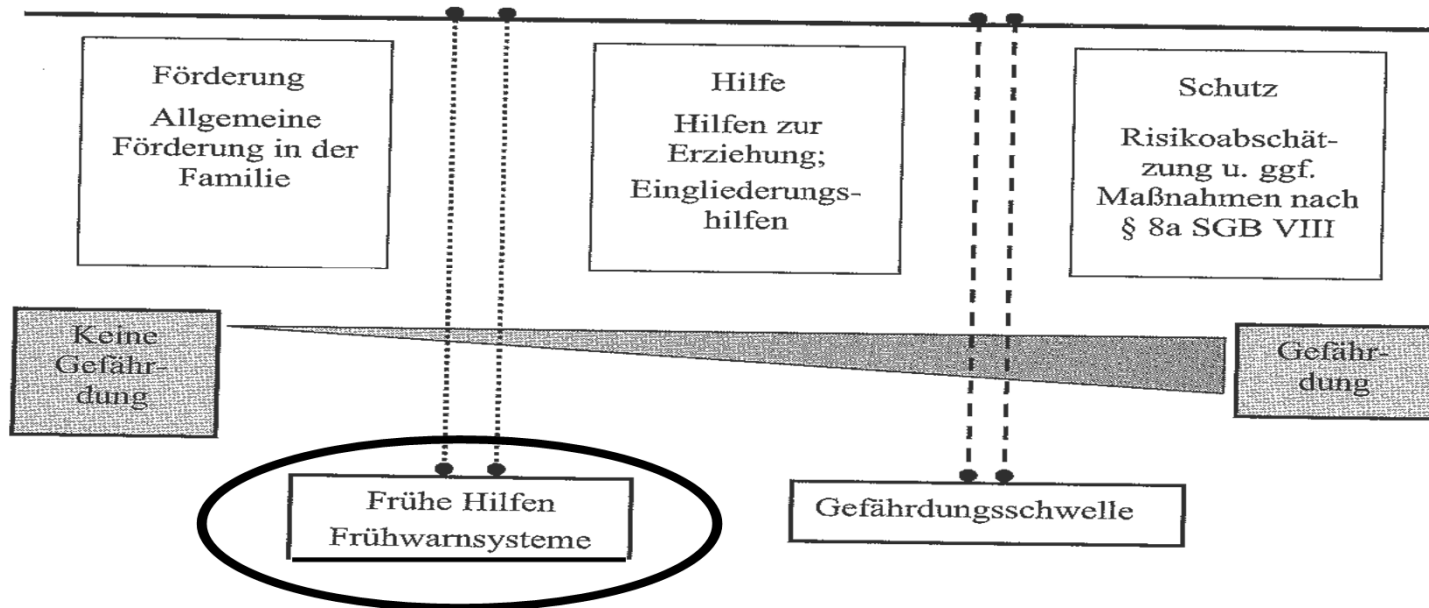 Förderung
Allgemeine
Förderung in der
Familie
Hilfe
Hilfen zur
Erziehung;
Eingliederungs-
hilfen
Schutz
Risikoabschät-
zung u. ggf.
Maßnahmen nach
§ 8a SGB VIII
Keine
Gefähr-
dung
Gefähr-
dung
Frühe Hilfen
Frühwarnsysteme
Gefährdungsschwelle